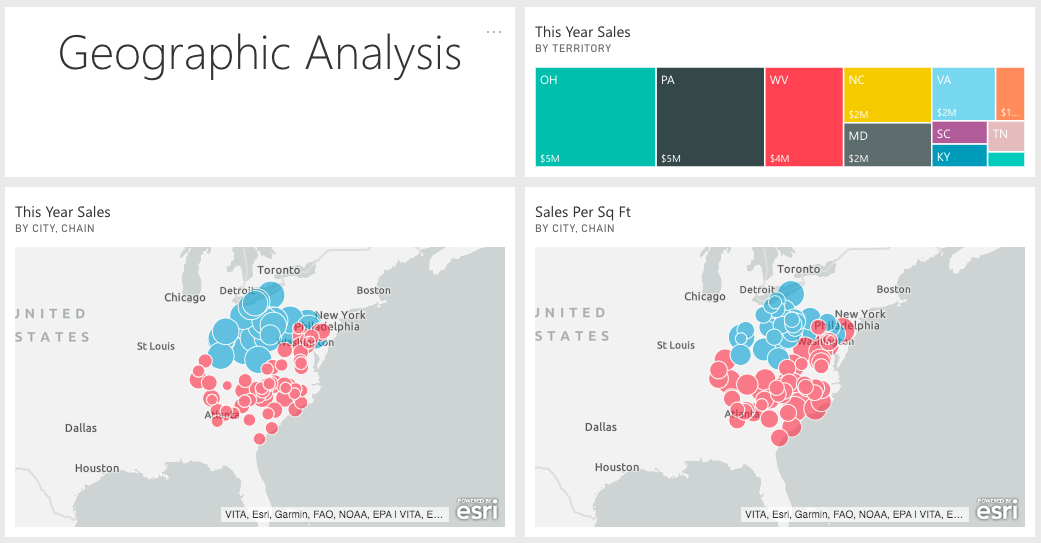 Geographic Analysis
...
This Year Sales
BY TERRITORY
OH
PA
WV
NC
VA
$2M
$2M
$1...
MD
SC
TN
KY
$5M
$5M
$4M
$2M
This Year Sales
BY CITY, CHAIN
Toronto
Detroit
Boston
Chicago
UNITED
New York
Philadelphia
STATES
Washington
St Louis
Atlanta
Dallas
Houston
VITA, Esri, Garmin, FAO, NOAA, EPA | VITA, E...
POWERED BY
esri
Sales Per Sq Ft
BY CITY, CHAIN
Toronto
Detroit
Boston
Chicago
UNITED
New York
Philadelphia
STATES
Washington
St Louis
Atlanta
Dallas
Houston
VITA, Esri, Garmin, FAO, NOAA, EPA | VITA, E...
POWERED BY
esri